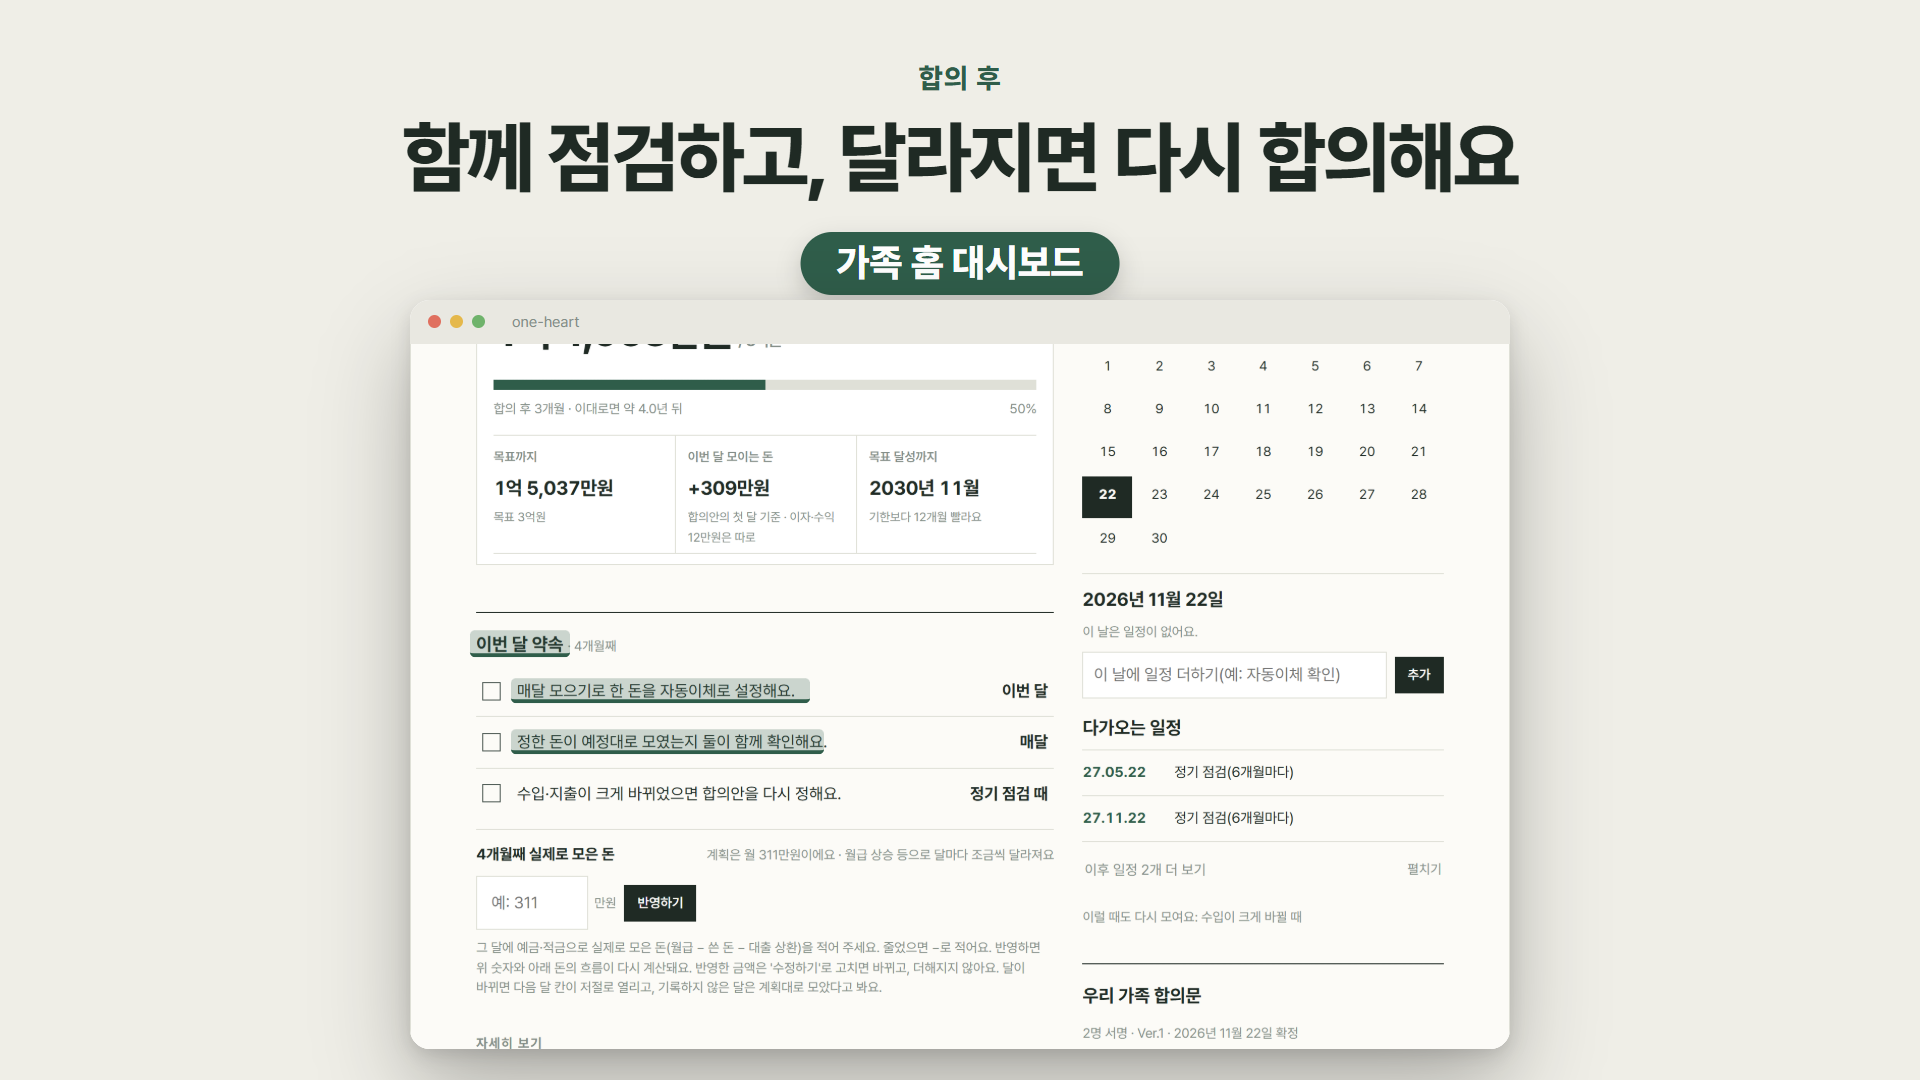 합의 후
함께 점검하고, 달라지면 다시 합의해요
가족 홈 대시보드
one-heart
합의 후 3개월 · 이대로면 약 4.0년 뒤
50%
목표까지
1억 5,037만원
목표 3억원
이번 달 모이는 돈
+309만원
합의안의 첫 달 기준 · 이자·수익
12만원은 따로
목표 달성까지
2030년 11월
기한보다 12개월 빨라요
이번 달 약속 · 4개월째
매달 모으기로 한 돈을 자동이체로 설정해요.
이번 달
정한 돈이 예정대로 모였는지 둘이 함께 확인해요.
매달
수입·지출이 크게 바뀌었으면 합의안을 다시 정해요.
정기 점검 때
4개월째 실제로 모은 돈
계획은 월 311만원이에요 · 월급 상승 등으로 달마다 조금씩 달라져요
예: 311
만원
반영하기
그 달에 예금·적금으로 실제로 모은 돈(월급 − 쓴 돈 − 대출 상환)을 적어 주세요. 줄었으면 −로 적어요. 반영하면
위 숫자와 아래 돈의 흐름이 다시 계산돼요. 반영한 금액은 '수정하기'로 고치면 바뀌고, 더해지지 않아요. 달이
바뀌면 다음 달 칸이 저절로 열리고, 기록하지 않은 달은 계획대로 모았다고 봐요.
자세히 보기
1 2 3 4 5 6 7
8 9 10 11 12 13 14
15 16 17 18 19 20 21
22 23 24 25 26 27 28
29 30
2026년 11월 22일
이 날은 일정이 없어요.
이 날에 일정 더하기(예: 자동이체 확인)
추가
다가오는 일정
27.05.22 정기 점검(6개월마다)
27.11.22 정기 점검(6개월마다)
이후 일정 2개 더 보기
펼치기
이럴 때도 다시 모여요: 수입이 크게 바뀔 때
우리 가족 합의문
2명 서명 · Ver.1 · 2026년 11월 22일 확정